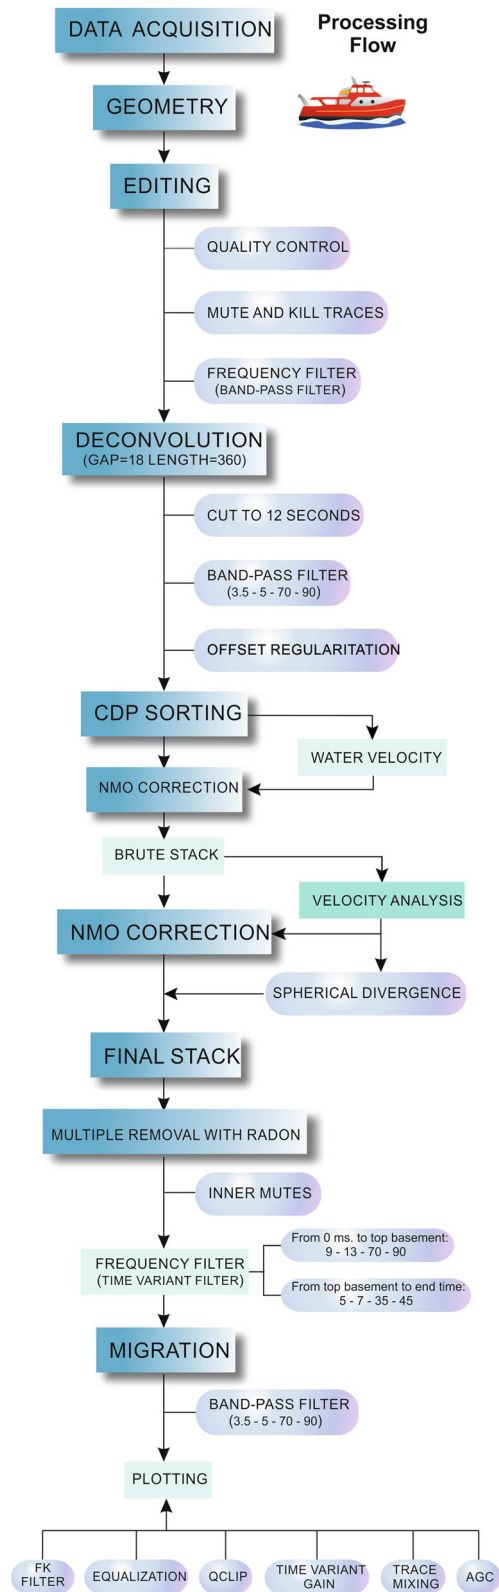 Processing
Flow
DATA ACQUISITION
GEOMETRY
EDITING
QUALITY CONTROL
MUTE AND KILL TRACES
FREQUENCY FILTER
(BAND-PASS FILTER)
DECONVOLUTION
(GAP=18 LENGTH=360)
CUT TO 12 SECONDS
BAND-PASS FILTER
(3.5 - 5 - 70 - 90)
OFFSET REGULARITATION
CDP SORTING
WATER VELOCITY
NMO CORRECTION
BRUTE STACK
VELOCITY ANALYSIS
NMO CORRECTION
SPHERICAL DIVERGENCE
FINAL STACK
MULTIPLE REMOVAL WITH RADON
INNER MUTES
FREQUENCY FILTER
(TIME VARIANT FILTER)
From 0 ms. to top basement:
9 - 13 - 70 - 90
From top basement to end time:
5 - 7 - 35 - 45
MIGRATION
BAND-PASS FILTER
(3.5 - 5 - 70 - 90)
PLOTTING
FK
FILTER
EQUALIZATION
QCLIP
TIME VARIANT
GAIN
TRACE
MIXING
AGC